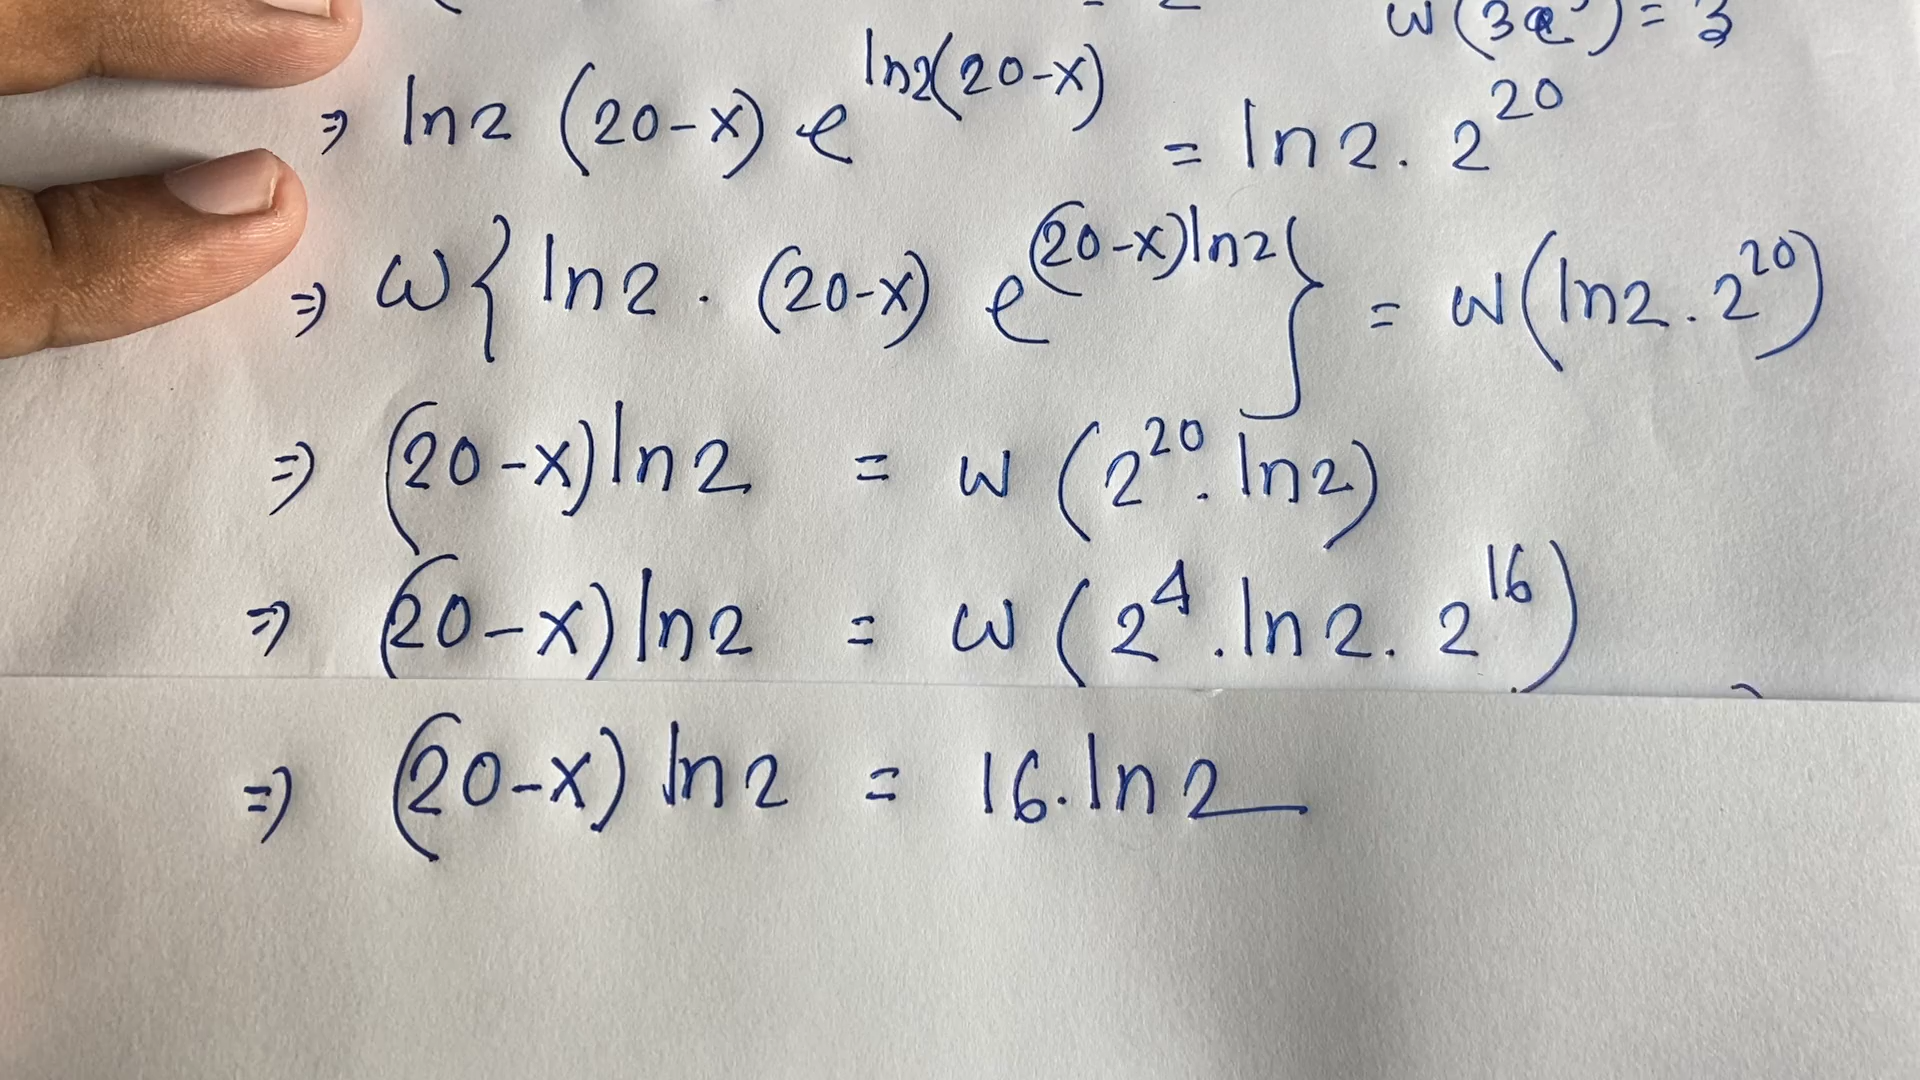 w(3e³) = 3
⇒ ln2 (20-x) e^{ln2(20-x)} = ln2. 2^{20}
⇒ W{ ln2 . (20-x) e^{(20-x)ln2} } = W(ln2. 2^{20})
⇒ (20-x)ln2 = W (2^{20}. ln2)
⇒ (20-x)ln2 = W (2^4 . ln2. 2^{16})
⇒ (20-x) ln2 = 16. ln2